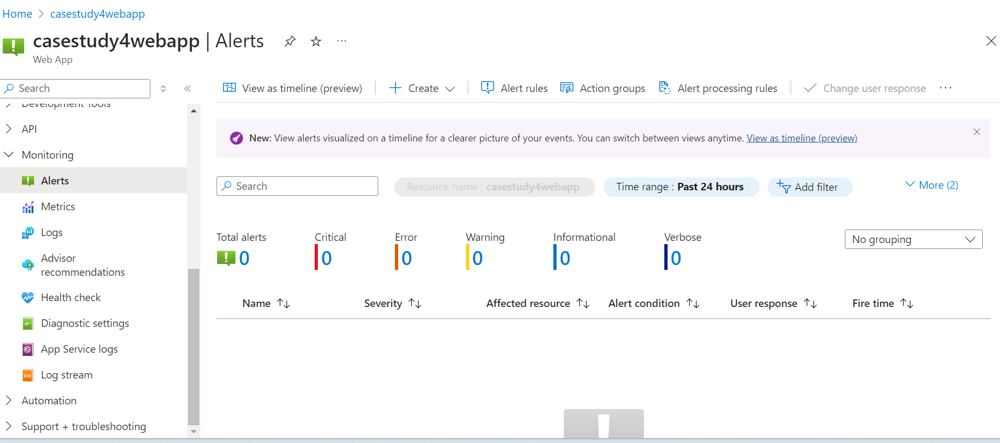 Home > casestudy4webapp
casestudy4webapp | Alerts
Web App
Search
Development Tools
API
Monitoring
Alerts
Metrics
Logs
Advisor
recommendations
Health check
Diagnostic settings
App Service logs
Log stream
Automation
Support + troubleshooting
View as timeline (preview) Create Alert rules Action groups Alert processing rules Change user response
New: View alerts visualized on a timeline for a clearer picture of your events. You can switch between views anytime. View as timeline (preview)
Search Resource name : casestudy4webapp Time range : Past 24 hours Add filter More (2)
Total alerts Critical Error Warning Informational Verbose
0 0 0 0 0 0
No grouping
Name Severity Affected resource Alert condition User response Fire time